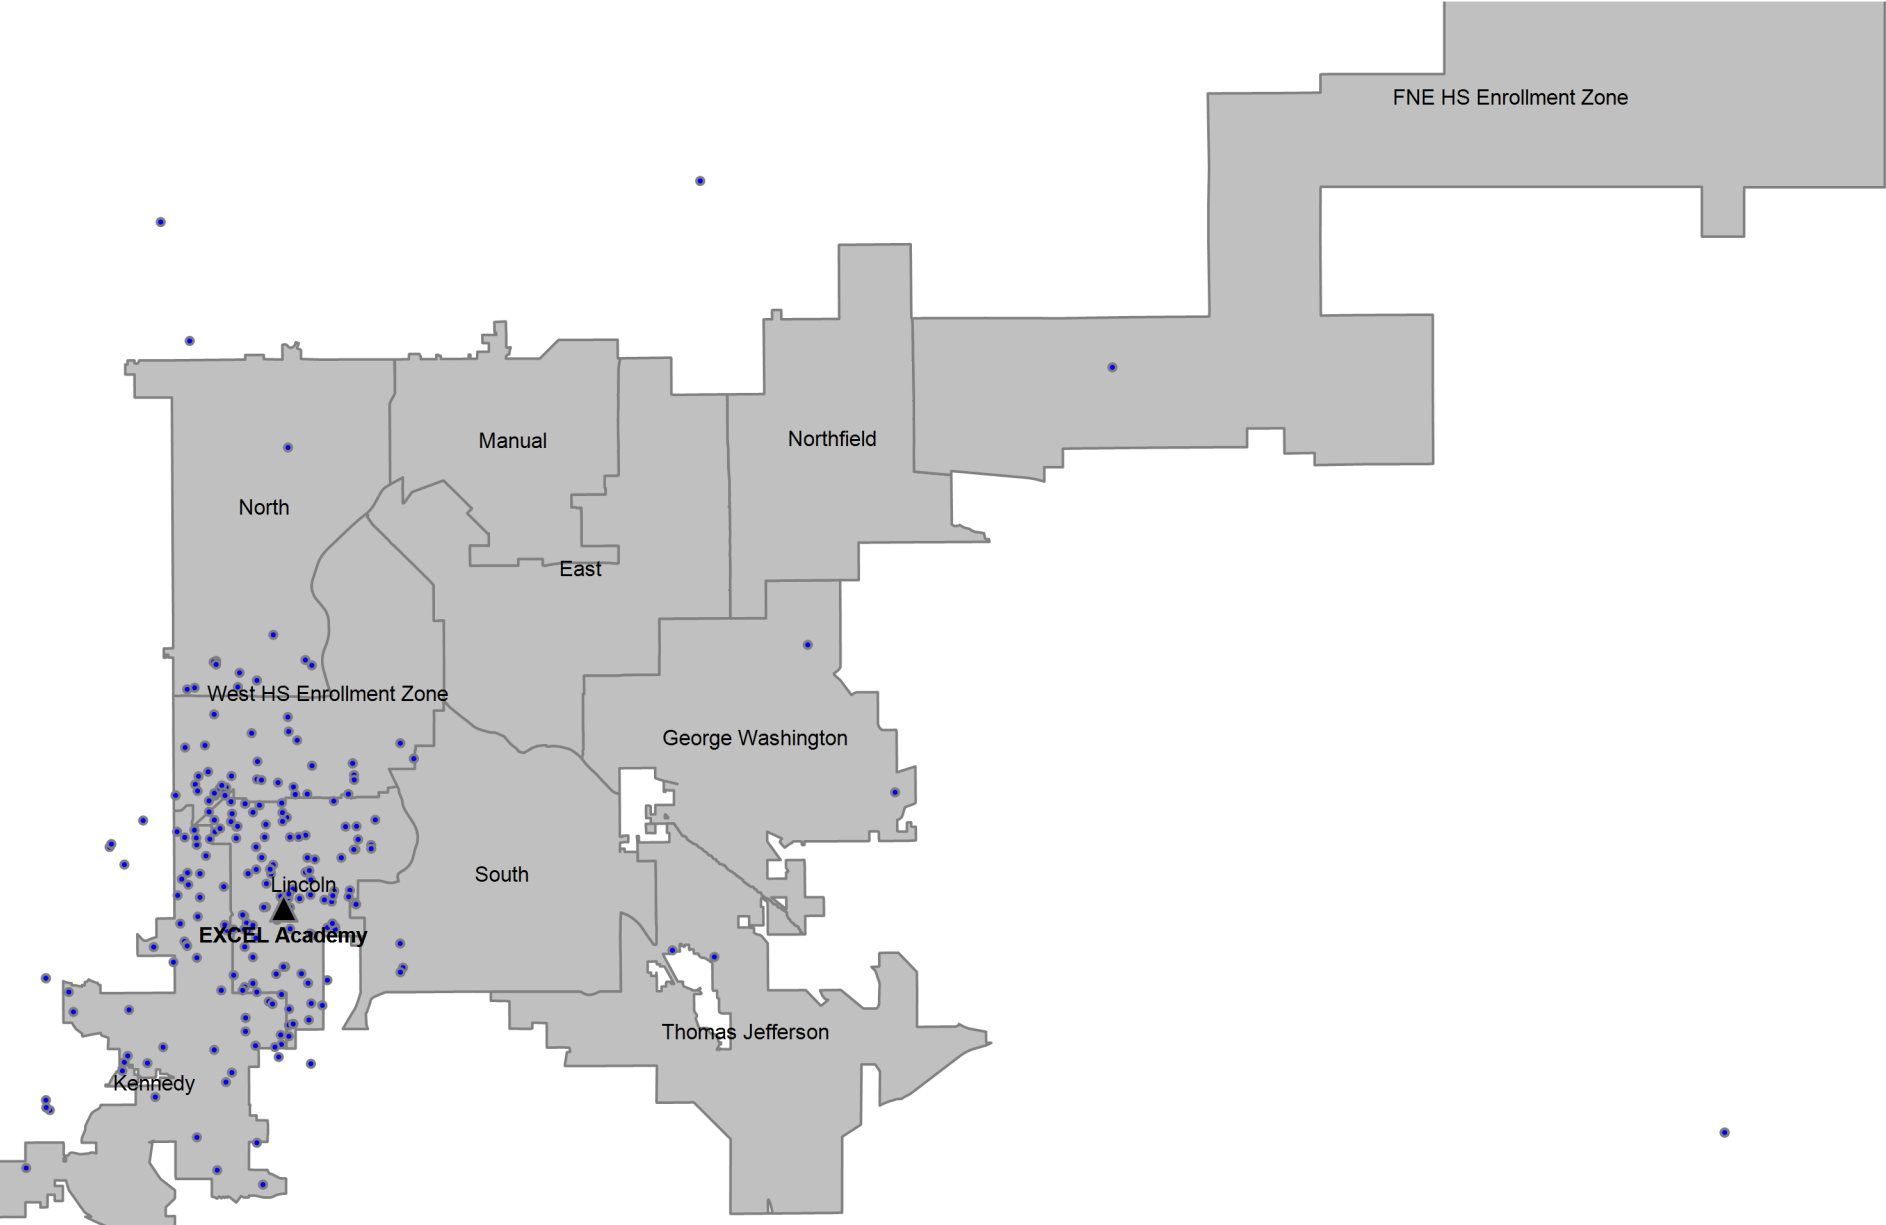 FNE HS Enrollment Zone
Manual
Northfield
North
East
West HS Enrollment Zone
George Washington
South
Lincoln
EXCEL Academy
Thomas Jefferson
Kennedy